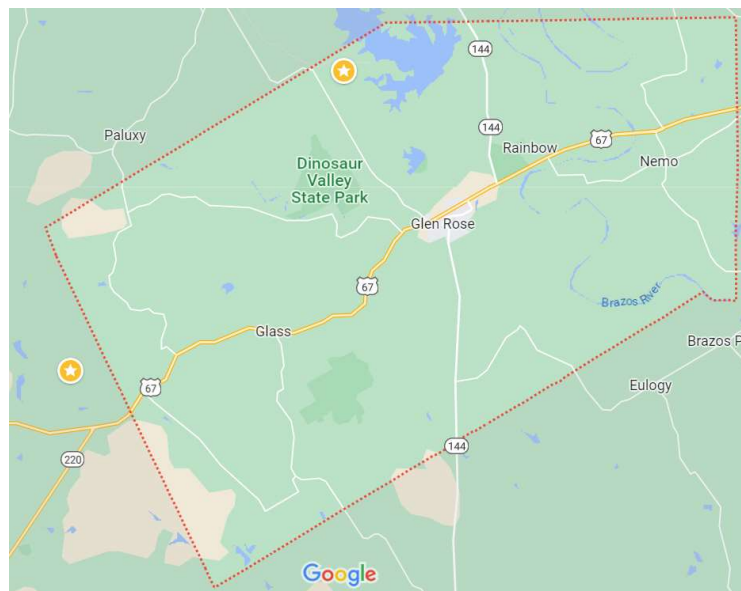 144
Paluxy
144
Rainbow
67
Nemo
Dinosaur
Valley
State Park
Glen Rose
67
Brazos River
Glass
Brazos P
67
Eulogy
144
220
Google